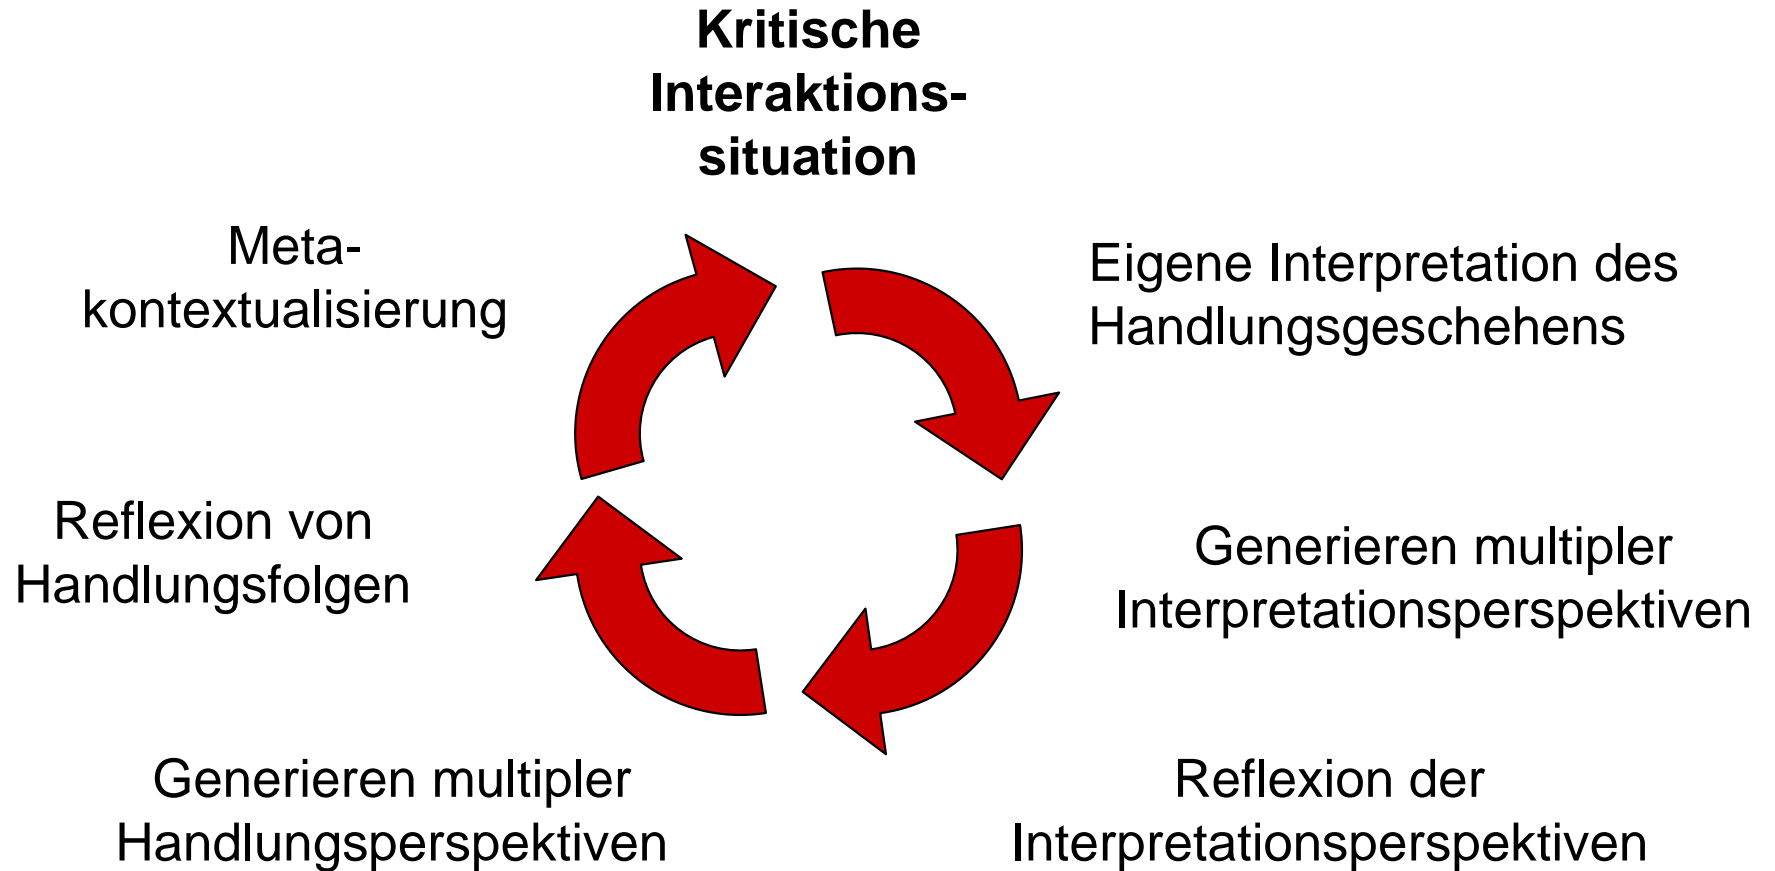 Kritische
Interaktions-
situation
Eigene Interpretation des
Handlungsgeschehens
Generieren multipler
Interpretationsperspektiven
Reflexion der
Interpretationsperspektiven
Generieren multipler
Handlungsperspektiven
Reflexion von
Handlungsfolgen
Meta-
kontextualisierung